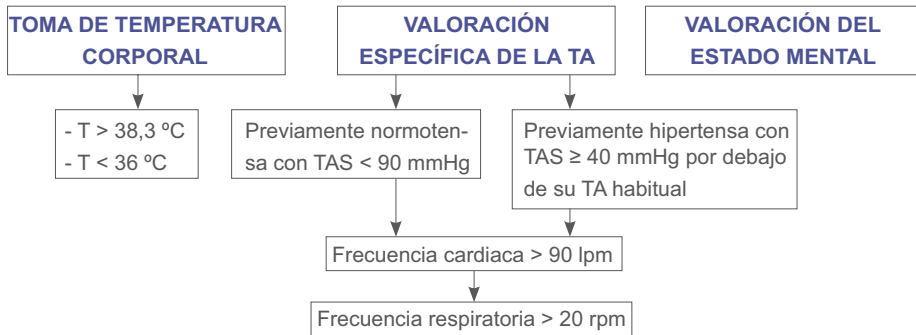 TOMA DE TEMPERATURA
CORPORAL
VALORACIÓN
ESPECÍFICA DE LA TA
VALORACIÓN DEL
ESTADO MENTAL
- T > 38,3 ºC
- T < 36 ºC
Previamente normoten-
sa con TAS < 90 mmHg
Previamente hipertensa con
TAS ≥ 40 mmHg por debajo
de su TA habitual
Frecuencia cardiaca > 90 lpm
Frecuencia respiratoria > 20 rpm